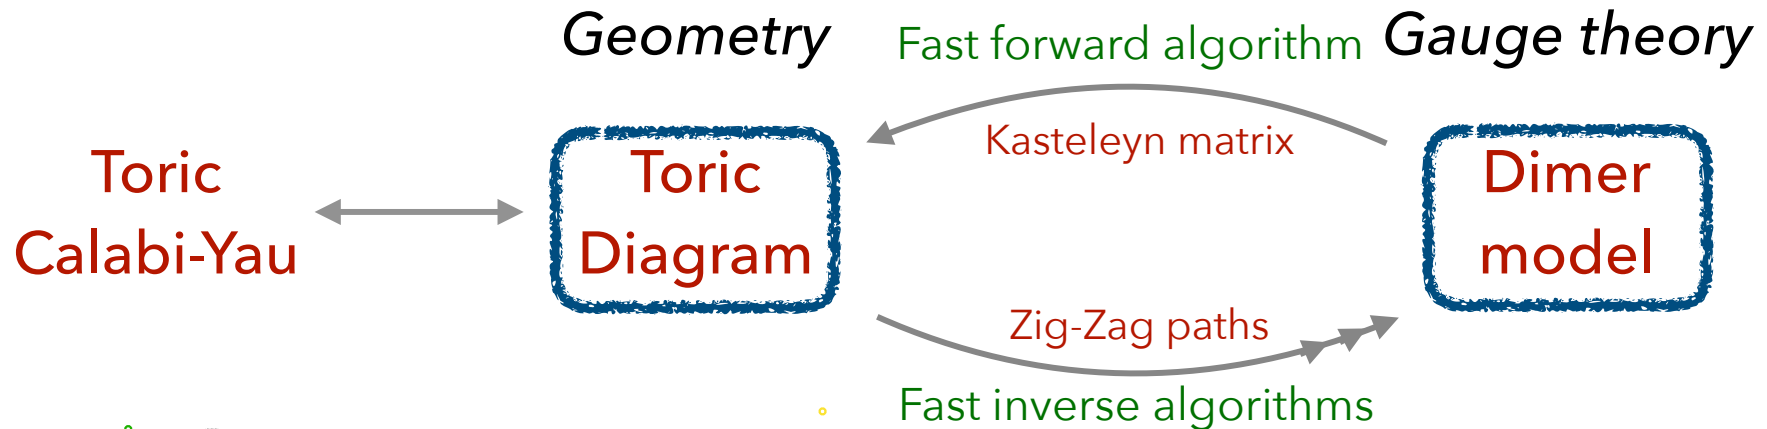 Geometry
Fast forward algorithm
Gauge theory
Kasteleyn matrix
Toric
Calabi-Yau
Toric
Diagram
Dimer
model
Zig-Zag paths
Fast inverse algorithms